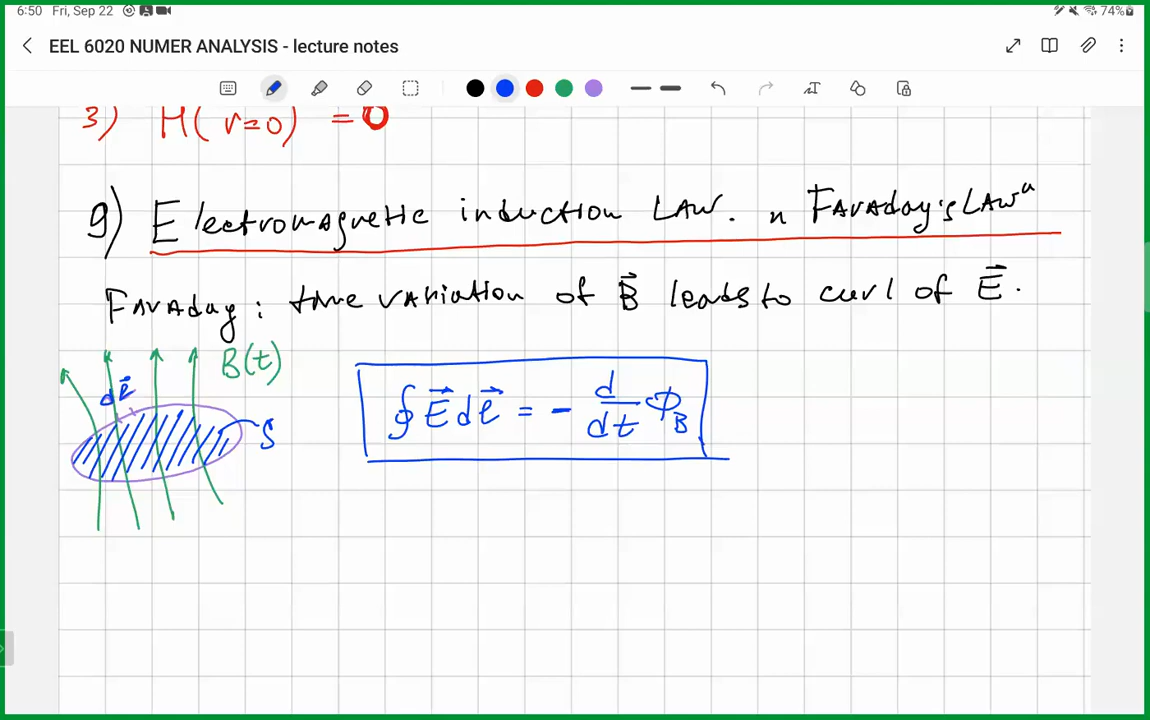 6:50 Fri, Sep 22
74%
EEL 6020 NUMER ANALYSIS - lecture notes
3) H( r=0) = 0
9) Electromagnetic induction LAW. " FARADAY'S LAW"
FARADAY: time variation of B⃗ leads to curl of E⃗.
B(t)
dℓ⃗
S
∮ E⃗ dℓ⃗ = - d/dt Φ_B